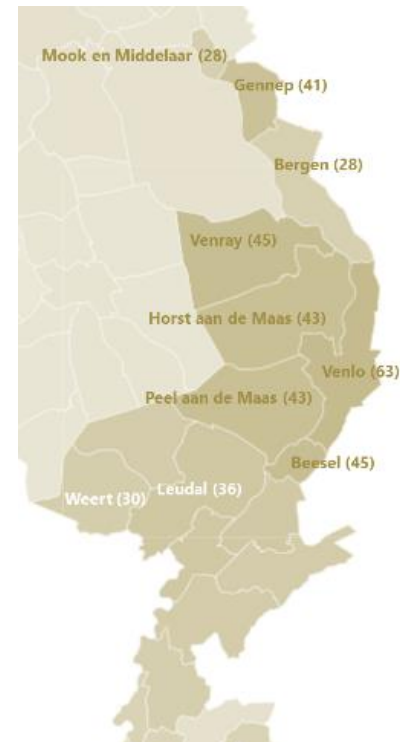 Mook en Middelaar (28)
Gennep (41)
Bergen (28)
Venray (45)
Horst aan de Maas (43)
Venlo (63)
Peel aan de Maas (43)
Beesel (45)
Leudal (36)
Weert (30)